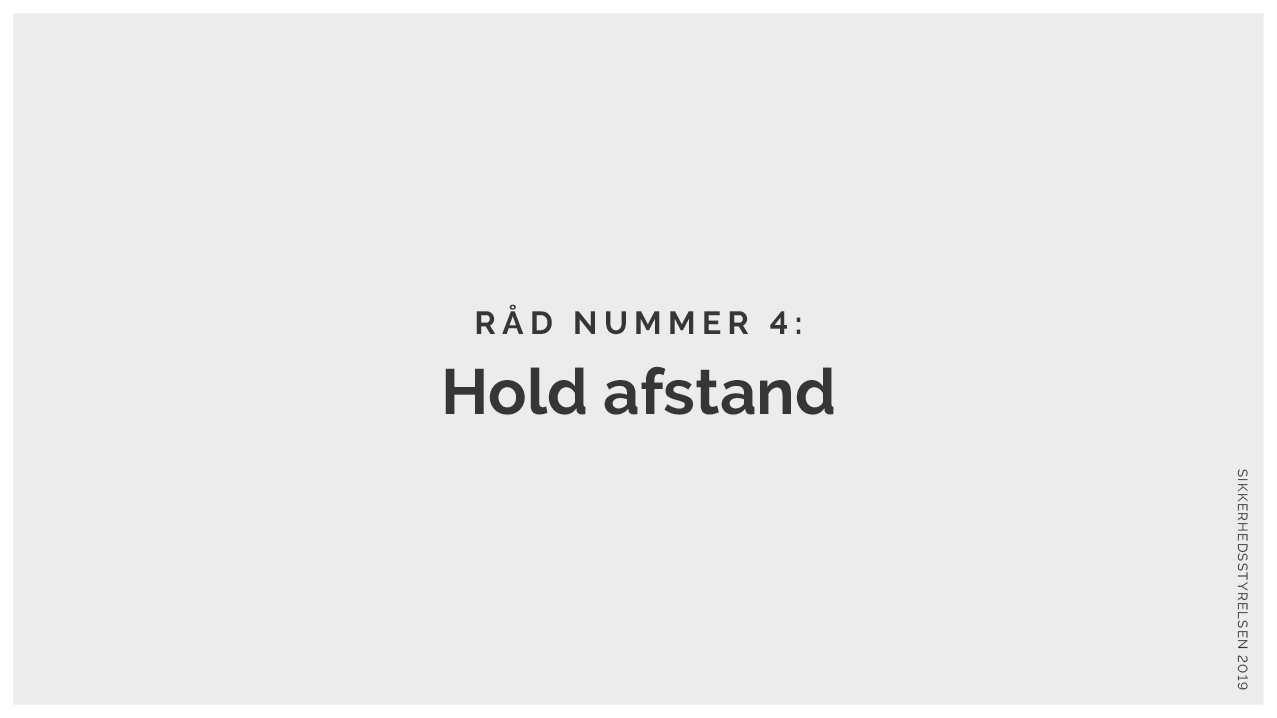 RÅD NUMMER 4:
Hold afstand
SIKKERHEDSSTYRELSEN 2019